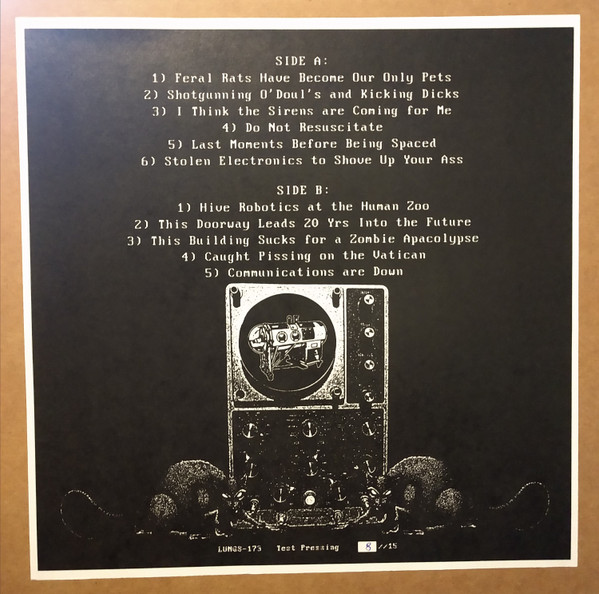 SIDE A:
1) Feral Rats Have Become Our Only Pets
2) Shotgunning O'Doul's and Kicking Dicks
3) I Think the Sirens are Coming for Me
4) Do Not Resuscitate
5) Last Moments Before Being Spaced
6) Stolen Electronics to Shove Up Your Ass
SIDE B:
1) Hive Robotics at the Human Zoo
2) This Doorway Leads 20 Yrs Into the Future
3) This Building Sucks for a Zombie Apacolypse
4) Caught Pissing on the Vatican
5) Communications are Down
LUNGS-173 Test Pressing 8 //15